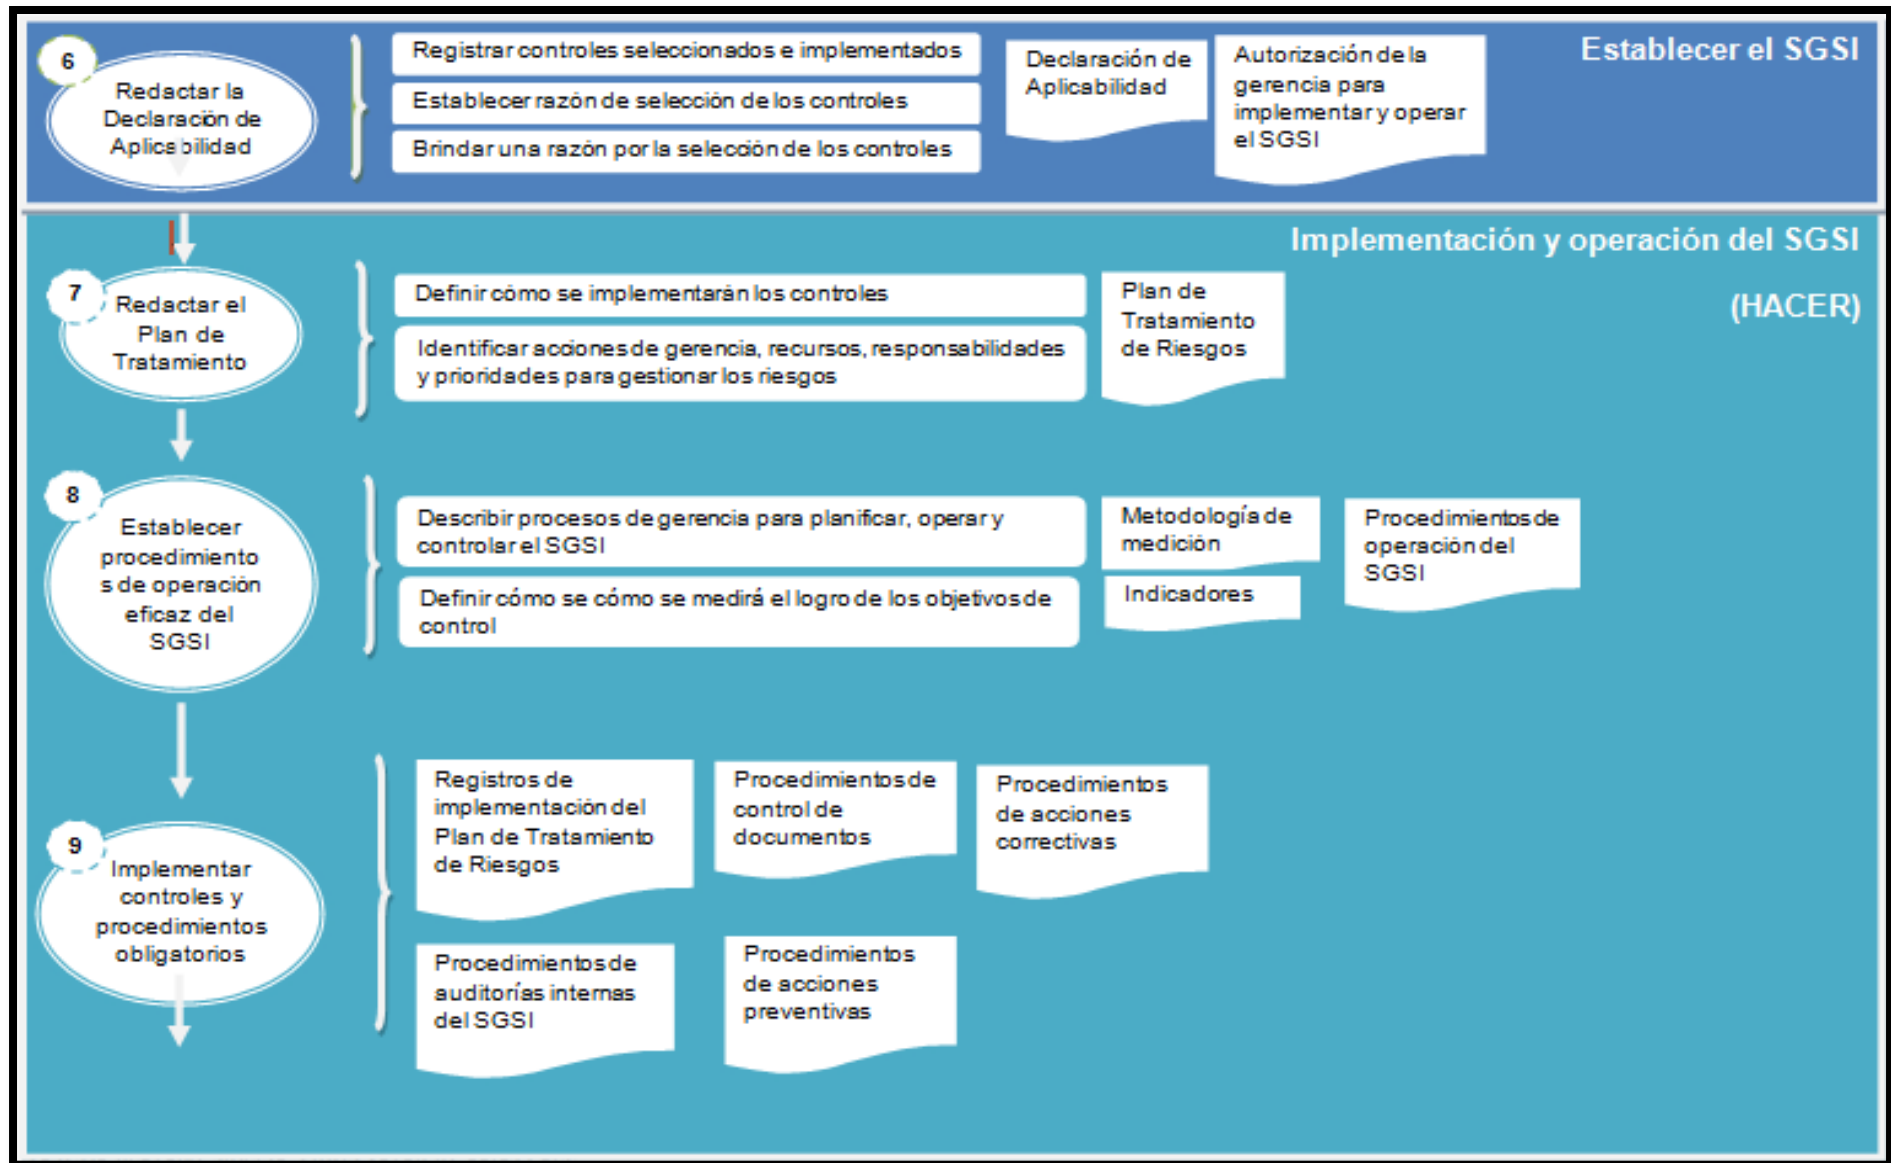 Establecer el SGSI
6
Redactar la
Declaración de
Aplicabilidad
Registrar controles seleccionados e implementados
Establecer razón de selección de los controles
Brindar una razón por la selección de los controles
Declaración de
Aplicabilidad
Autorización de la
gerencia para
implementar y operar
el SGSI
Implementación y operación del SGSI
(HACER)
7
Redactar el
Plan de
Tratamiento
Definir cómo se implementarán los controles
Identificar acciones de gerencia, recursos, responsabilidades
y prioridades para gestionar los riesgos
Plan de
Tratamiento
de Riesgos
8
Establecer
procedimiento
s de operación
eficaz del
SGSI
Describir procesos de gerencia para planificar, operar y
controlar el SGSI
Definir cómo se cómo se medirá el logro de los objetivos de
control
Metodología de
medición
Indicadores
Procedimientos de
operación del
SGSI
9
Implementar
controles y
procedimientos
obligatorios
Registros de
implementación del
Plan de Tratamiento
de Riesgos
Procedimientos de
control de
documentos
Procedimientos
de acciones
correctivas
Procedimientos de
auditorías internas
del SGSI
Procedimientos
de acciones
preventivas